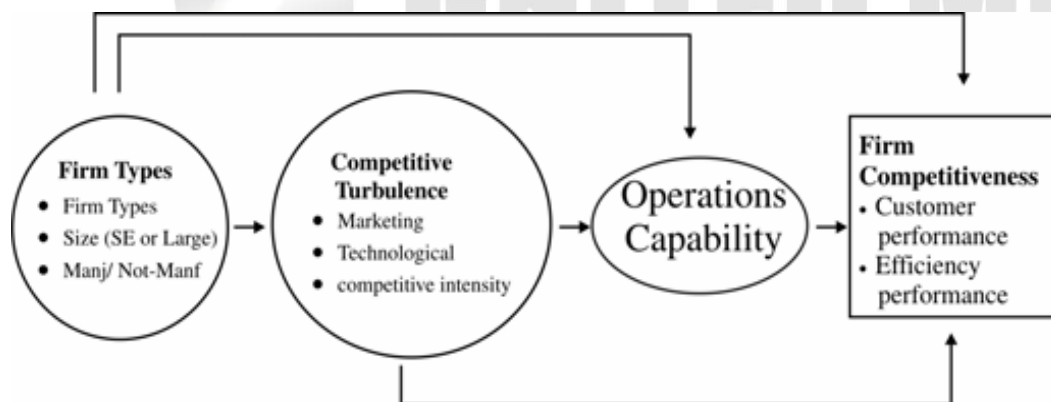 Firm Types
• Firm Types
• Size (SE or Large)
• Manj/ Not-Manf
Competitive
Turbulence
• Marketing
• Technological
• competitive intensity
Operations
Capability
Firm
Competitiveness
• Customer
performance
• Efficiency
performance